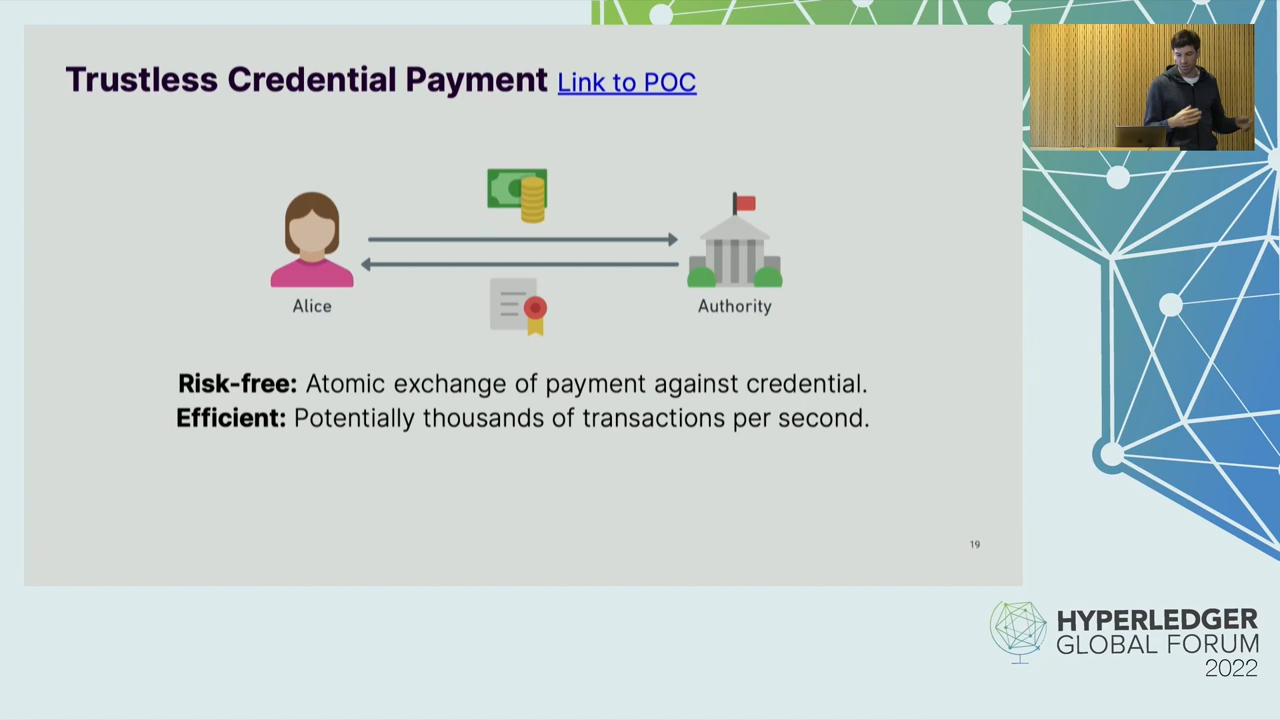 Trustless Credential Payment Link to POC
Alice
Authority
Risk-free: Atomic exchange of payment against credential.
Efficient: Potentially thousands of transactions per second.
19
HYPERLEDGER
GLOBAL FORUM
2022